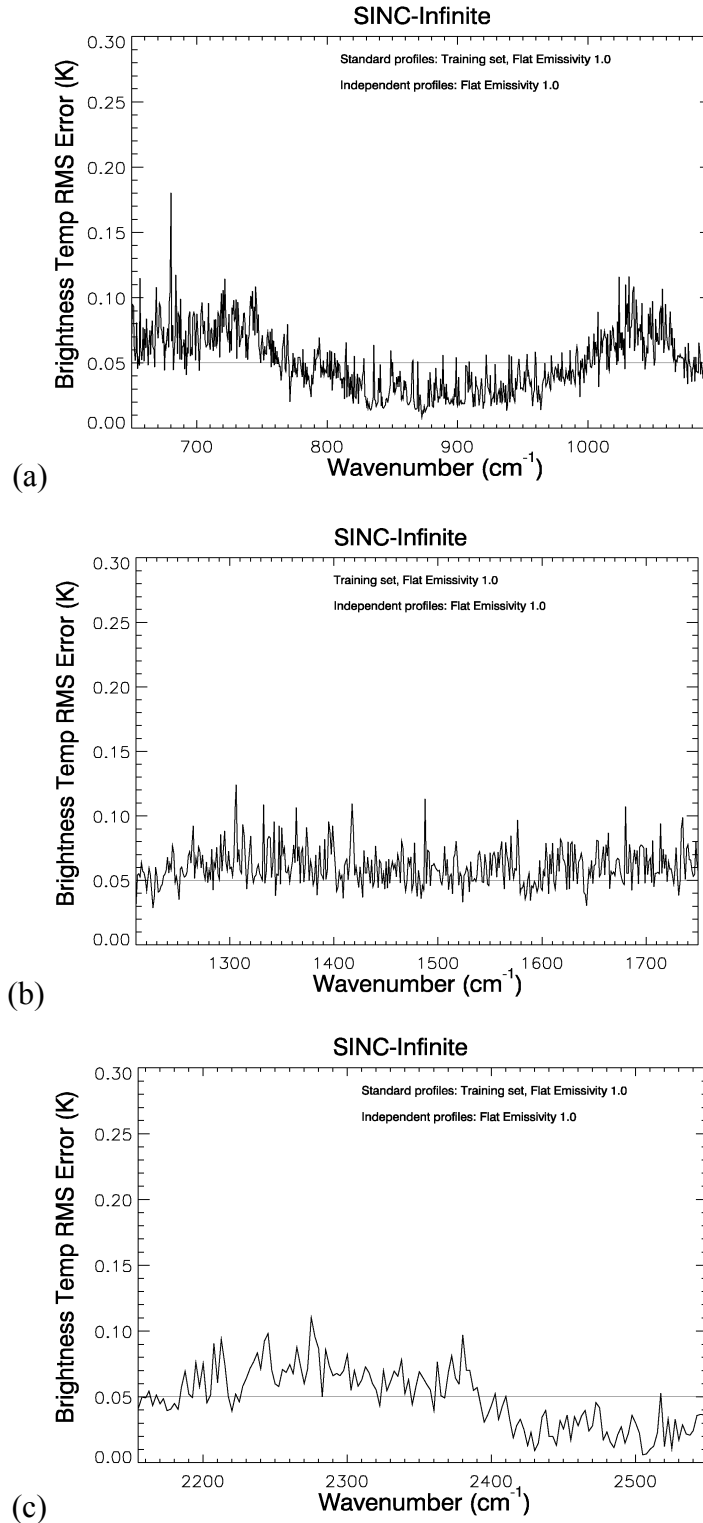 SINC-Infinite
Standard profiles: Training set, Flat Emissivity 1.0
Independent profiles: Flat Emissivity 1.0
Brightness Temp RMS Error (K)
0.30
0.25
0.20
0.15
0.10
0.05
0.00
700 800 900 1000
Wavenumber (cm⁻¹)
(a)
SINC-Infinite
Training set, Flat Emissivity 1.0
Independent profiles: Flat Emissivity 1.0
Brightness Temp RMS Error (K)
0.30
0.25
0.20
0.15
0.10
0.05
0.00
1300 1400 1500 1600 1700
Wavenumber (cm⁻¹)
(b)
SINC-Infinite
Standard profiles: Training set, Flat Emissivity 1.0
Independent profiles: Flat Emissivity 1.0
Brightness Temp RMS Error (K)
0.30
0.25
0.20
0.15
0.10
0.05
0.00
2200 2300 2400 2500
Wavenumber (cm⁻¹)
(c)